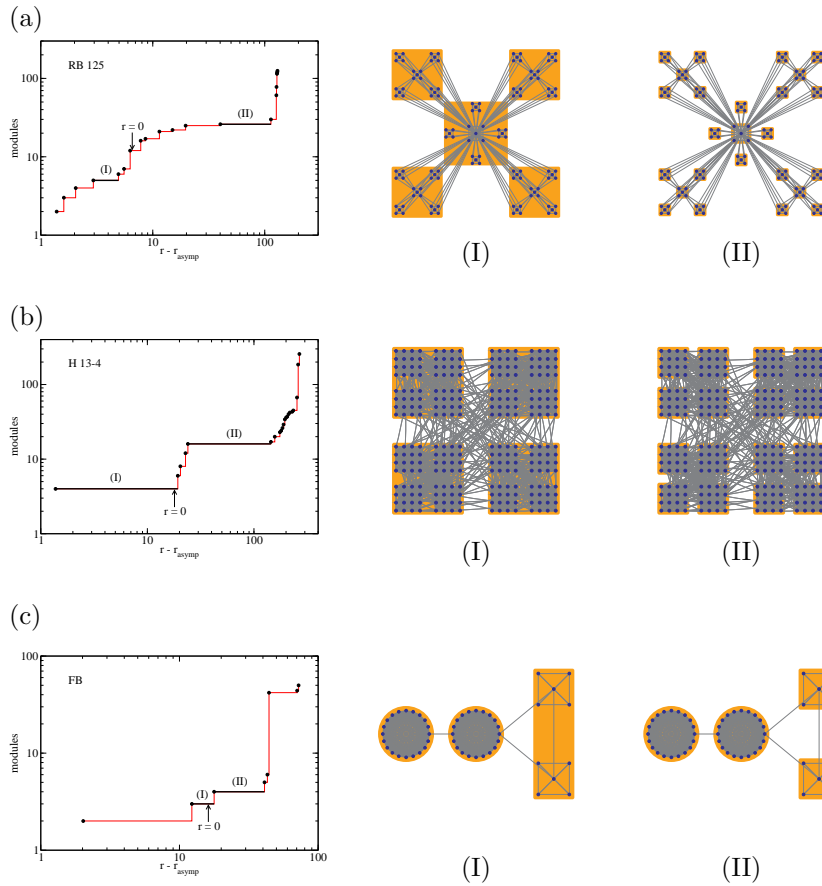 (a)
RB 125
modules
100
10
1
(I)
r = 0
(II)
1
10
100
r - r_asymp
(I)
(II)
(b)
H 13-4
modules
100
10
1
(I)
r = 0
(II)
1
10
100
r - r_asymp
(I)
(II)
(c)
FB
modules
100
10
1
(I)
r = 0
(II)
1
10
100
r - r_asymp
(I)
(II)